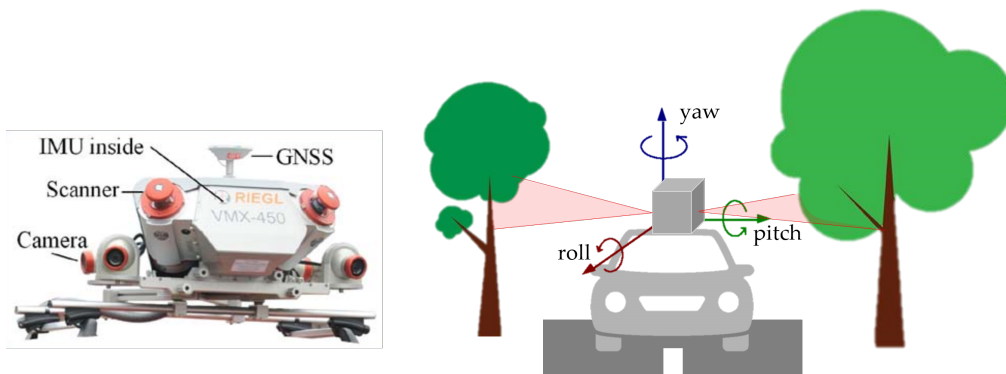 IMU inside
GNSS
Scanner
RIEGL
VMX-450
Camera
yaw
pitch
roll